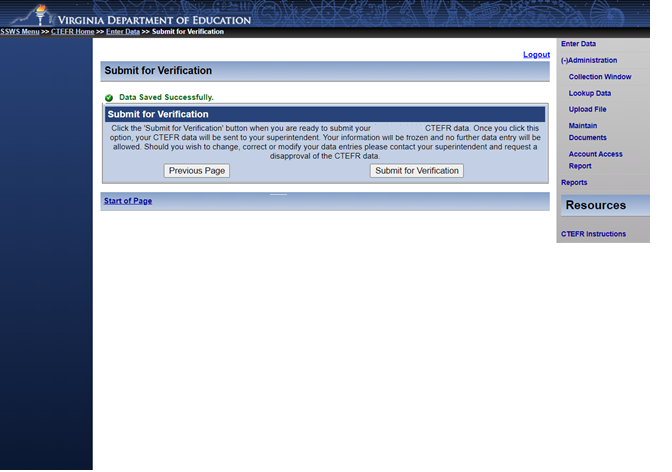 VIRGINIA DEPARTMENT OF EDUCATION
SSWS Menu >> CTEFR Home >> Enter Data >> Submit for Verification
Logout
Submit for Verification
Data Saved Successfully.
Submit for Verification
Click the 'Submit for Verification' button when you are ready to submit your CTEFR data. Once you click this
option, your CTEFR data will be sent to your superintendent. Your information will be frozen and no further data entry will be
allowed. Should you wish to change, correct or modify your data entries please contact your superintendent and request a
disapproval of the CTEFR data.
Previous Page Submit for Verification
Start of Page
Enter Data
(-)Administration
Collection Window
Lookup Data
Upload File
Maintain
Documents
Account Access
Report
Reports
Resources
CTEFR Instructions